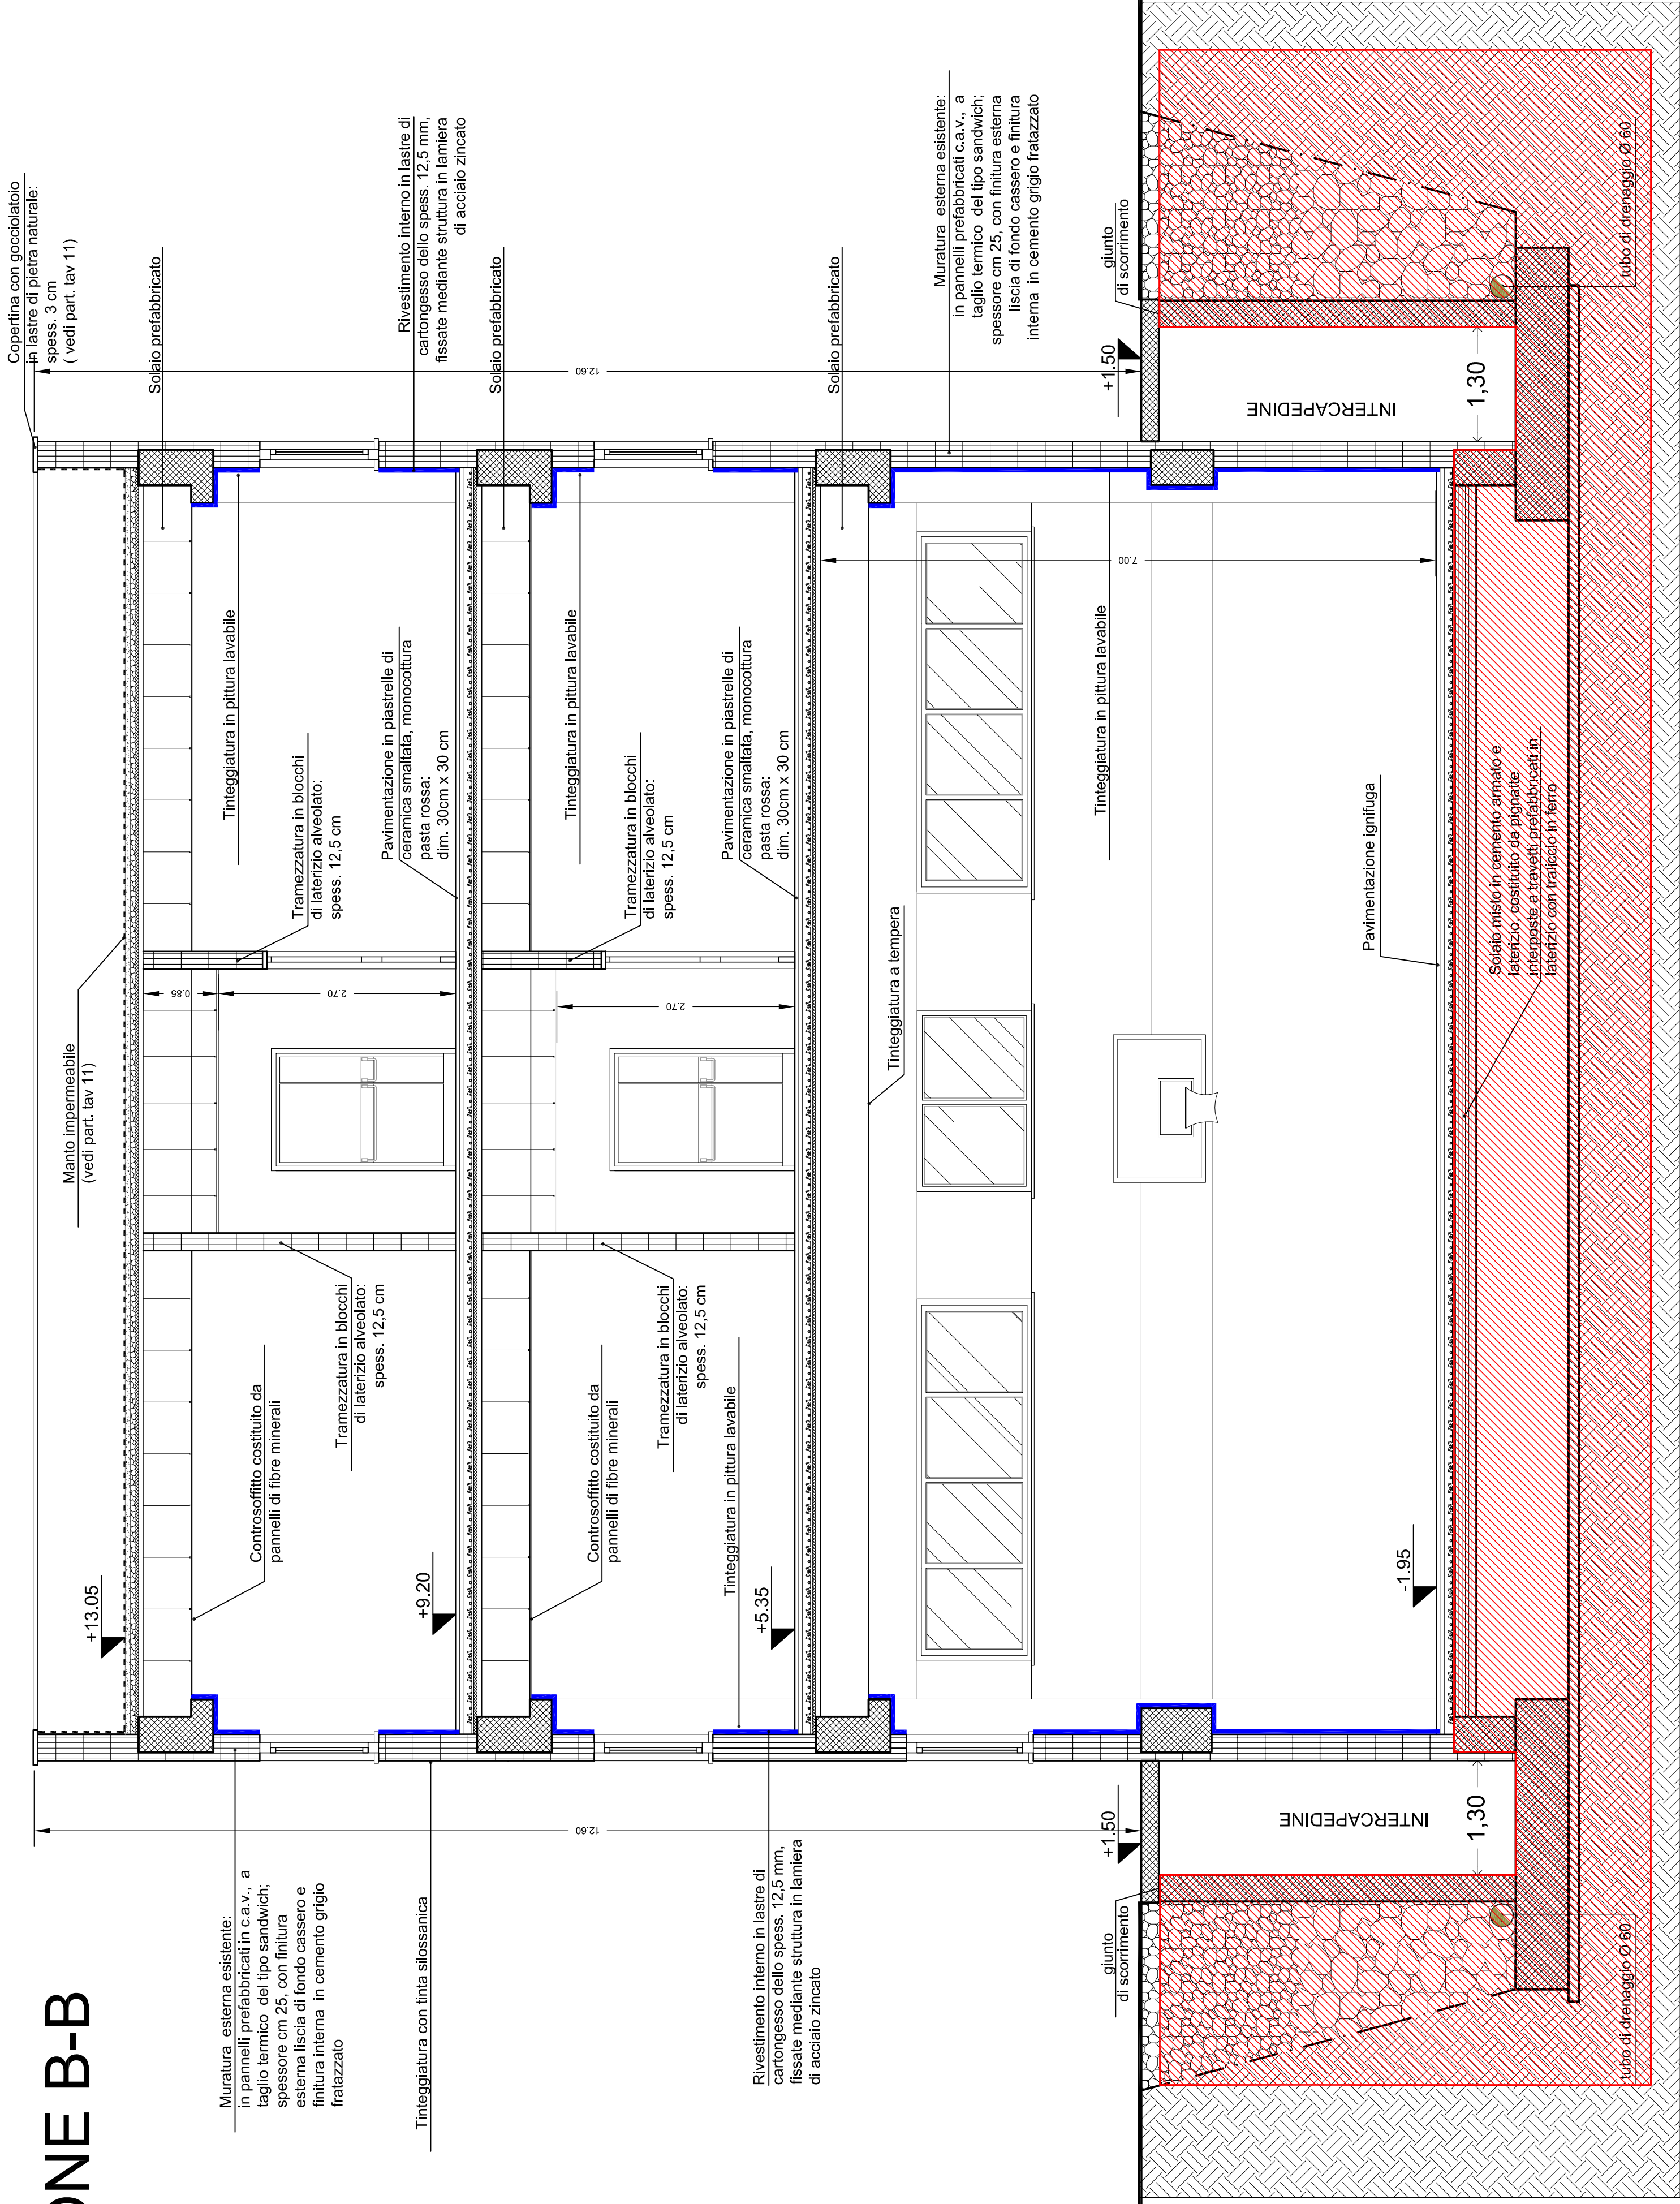 ONE B-B
Copertina con gocciolatoio
in lastre di pietra naturale:
spess. 3 cm
( vedi part. tav 11)
Manto impermeabile
(vedi part. tav 11)
+13.05
Solaio prefabbricato
Muratura esterna esistente:
in pannelli prefabbricati in c.a.v., a
taglio termico del tipo sandwich;
spessore cm 25, con finitura
esterna liscia di fondo cassero e
finitura interna in cemento grigio
fratazzato
Controsoffitto costituito da
pannelli di fibre minerali
Tramezzatura in blocchi
di laterizio alveolato:
spess. 12,5 cm
0.85
2.70
Tramezzatura in blocchi
di laterizio alveolato:
spess. 12,5 cm
Tinteggiatura in pittura lavabile
Pavimentazione in piastrelle di
ceramica smaltata, monocottura
pasta rossa:
dim. 30cm x 30 cm
Rivestimento interno in lastre di
cartongesso dello spess. 12,5 mm,
fissate mediante struttura in lamiera
di acciaio zincato
Tinteggiatura con tinta silossanica
+9.20
Solaio prefabbricato
12.60
12.60
Controsoffitto costituito da
pannelli di fibre minerali
Tramezzatura in blocchi
di laterizio alveolato:
spess. 12,5 cm
2.70
Tramezzatura in blocchi
di laterizio alveolato:
spess. 12,5 cm
Tinteggiatura in pittura lavabile
Pavimentazione in piastrelle di
ceramica smaltata, monocottura
pasta rossa:
dim. 30cm x 30 cm
Tinteggiatura in pittura lavabile
+5.35
Rivestimento interno in lastre di
cartongesso dello spess. 12,5 mm,
fissate mediante struttura in lamiera
di acciaio zincato
Solaio prefabbricato
Tinteggiatura a tempera
Muratura esterna esistente:
in pannelli prefabbricati c.a.v., a
taglio termico del tipo sandwich;
spessore cm 25, con finitura esterna
liscia di fondo cassero e finitura
interna in cemento grigio fratazzato
7.00
Tinteggiatura in pittura lavabile
giunto
di scorrimento
+1.50
+1.50
giunto
di scorrimento
INTERCAPEDINE
INTERCAPEDINE
-1.95
Pavimentazione ignifuga
1,30
1,30
Solaio misto in cemento armato e
laterizio, costituito da pignatte
interposte a travetti prefabbricati in
laterizio con traliccio in ferro
tubo di drenaggio Ø 60
tubo di drenaggio Ø 60